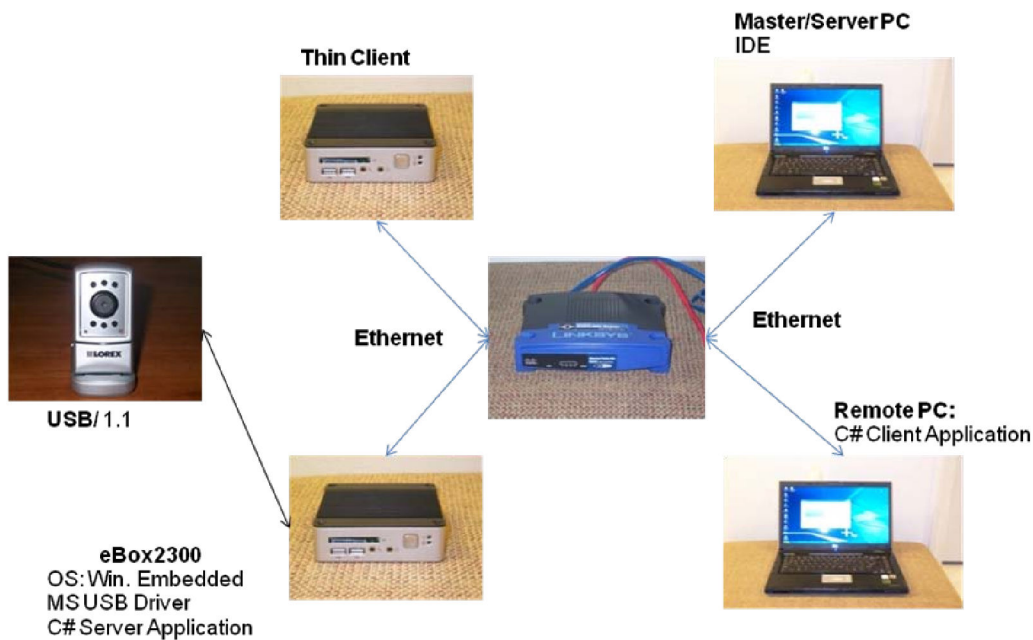 Master/Server PC
IDE
Thin Client
LINKSYS
Ethernet
Ethernet
LOREX
USB/ 1.1
Remote PC:
C# Client Application
eBox2300
OS: Win. Embedded
MS USB Driver
C# Server Application